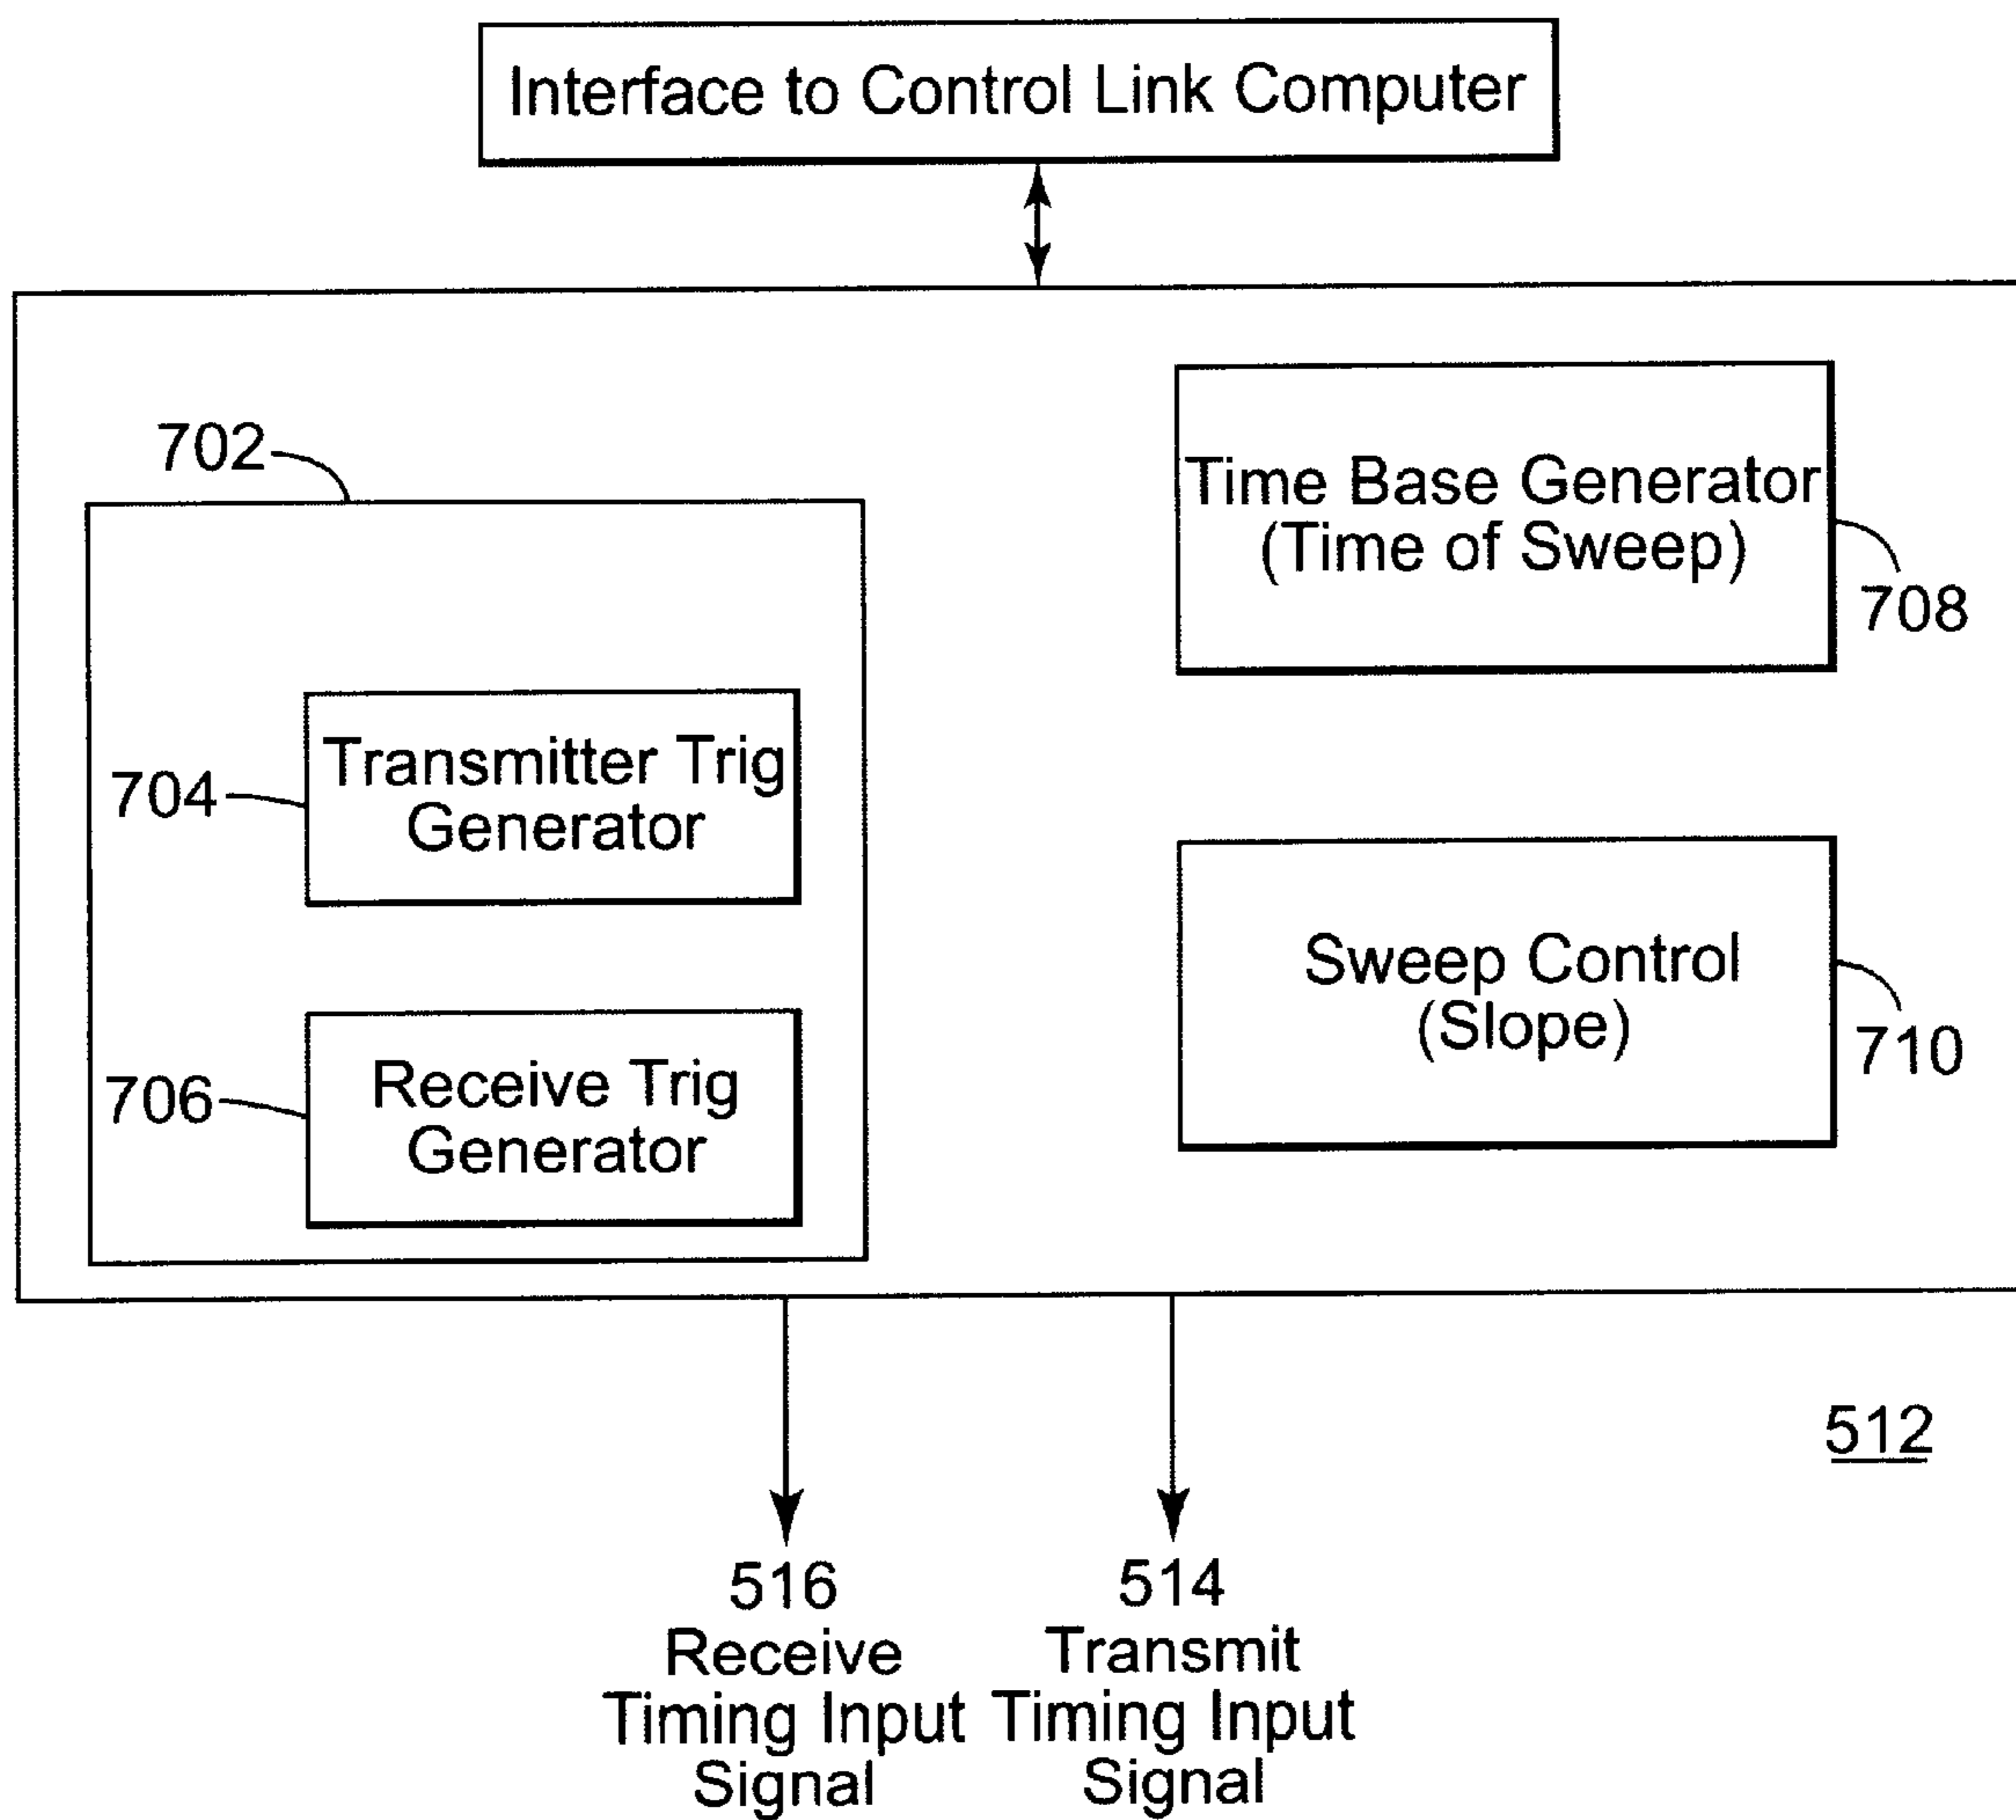 Interface to Control Link Computer
702
Time Base Generator
(Time of Sweep)
708
704
Transmitter Trig
Generator
Sweep Control
(Slope)
710
706
Receive Trig
Generator
512
516
Receive
Timing Input
Signal
514
Transmit
Timing Input
Signal